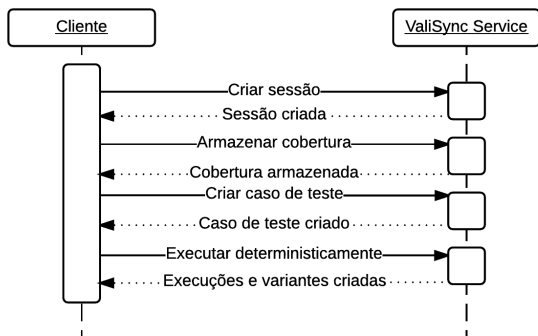 Cliente
ValiSync Service
Criar sessão
Sessão criada
Armazenar cobertura
Cobertura armazenada
Criar caso de teste
Caso de teste criado
Executar deterministicamente
Execuções e variantes criadas